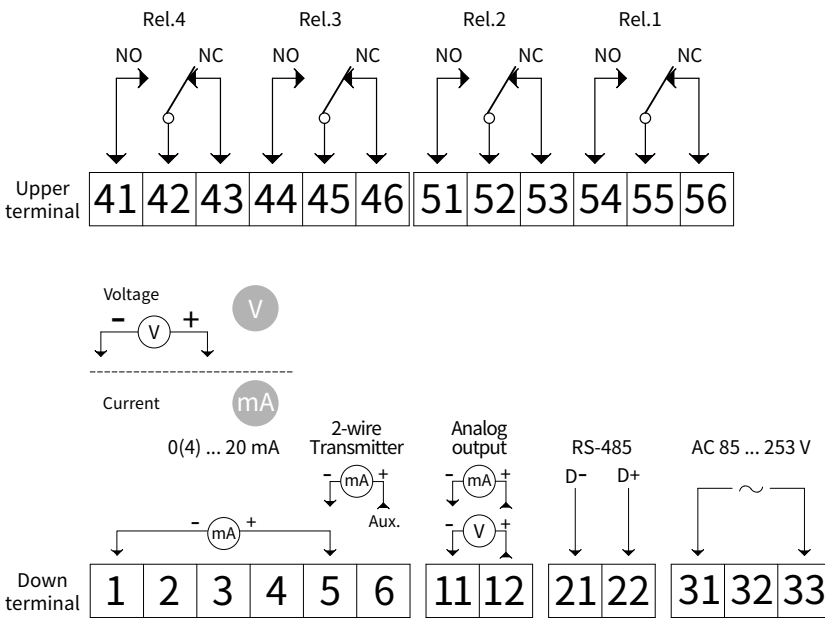 Rel.4 Rel.3 Rel.2 Rel.1
NO NC NO NC NO NC NO NC
Upper
terminal
41 42 43 44 45 46 51 52 53 54 55 56
Voltage
V
- V +
Current
mA
0(4) ... 20 mA
2-wire
Transmitter
- mA +
Aux.
- mA +
Analog
output
- mA +
- V +
RS-485
D- D+
AC 85 ... 253 V
~
Down
terminal
1 2 3 4 5 6 11 12 21 22 31 32 33